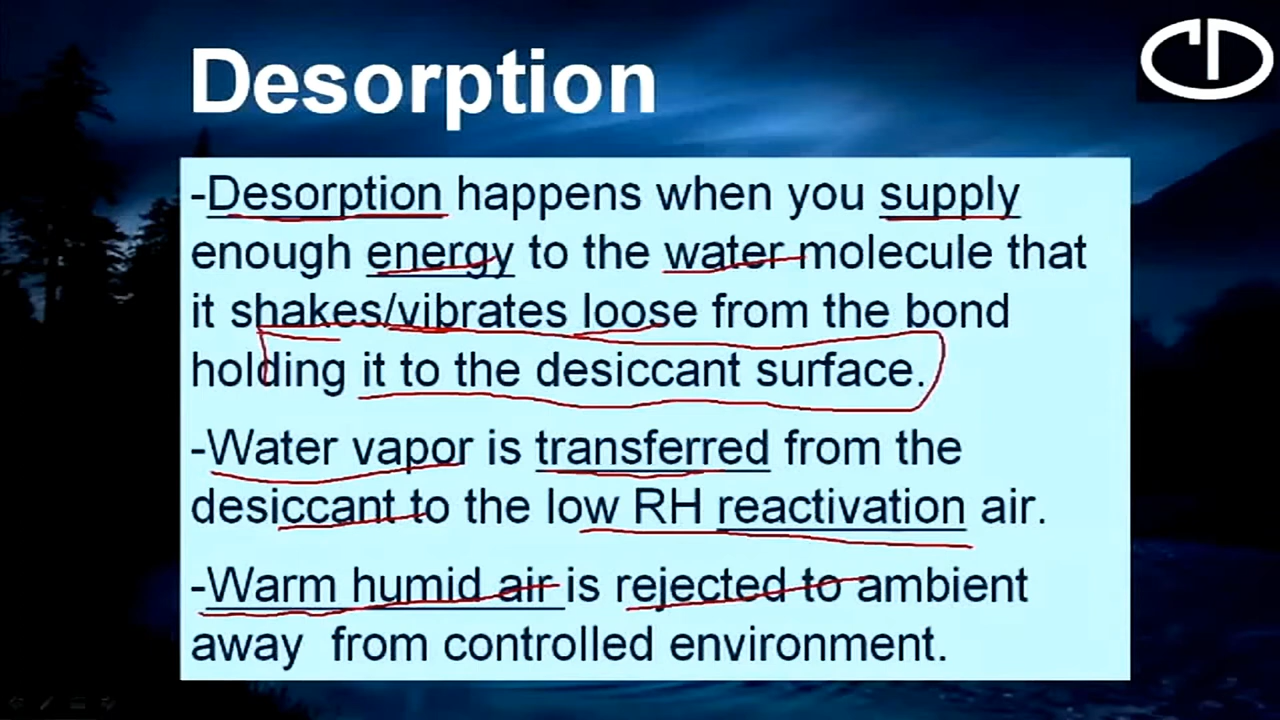 Desorption
-Desorption happens when you supply
enough energy to the water molecule that
it shakes/vibrates loose from the bond
holding it to the desiccant surface.
-Water vapor is transferred from the
desiccant to the low RH reactivation air.
-Warm humid air is rejected to ambient
away from controlled environment.